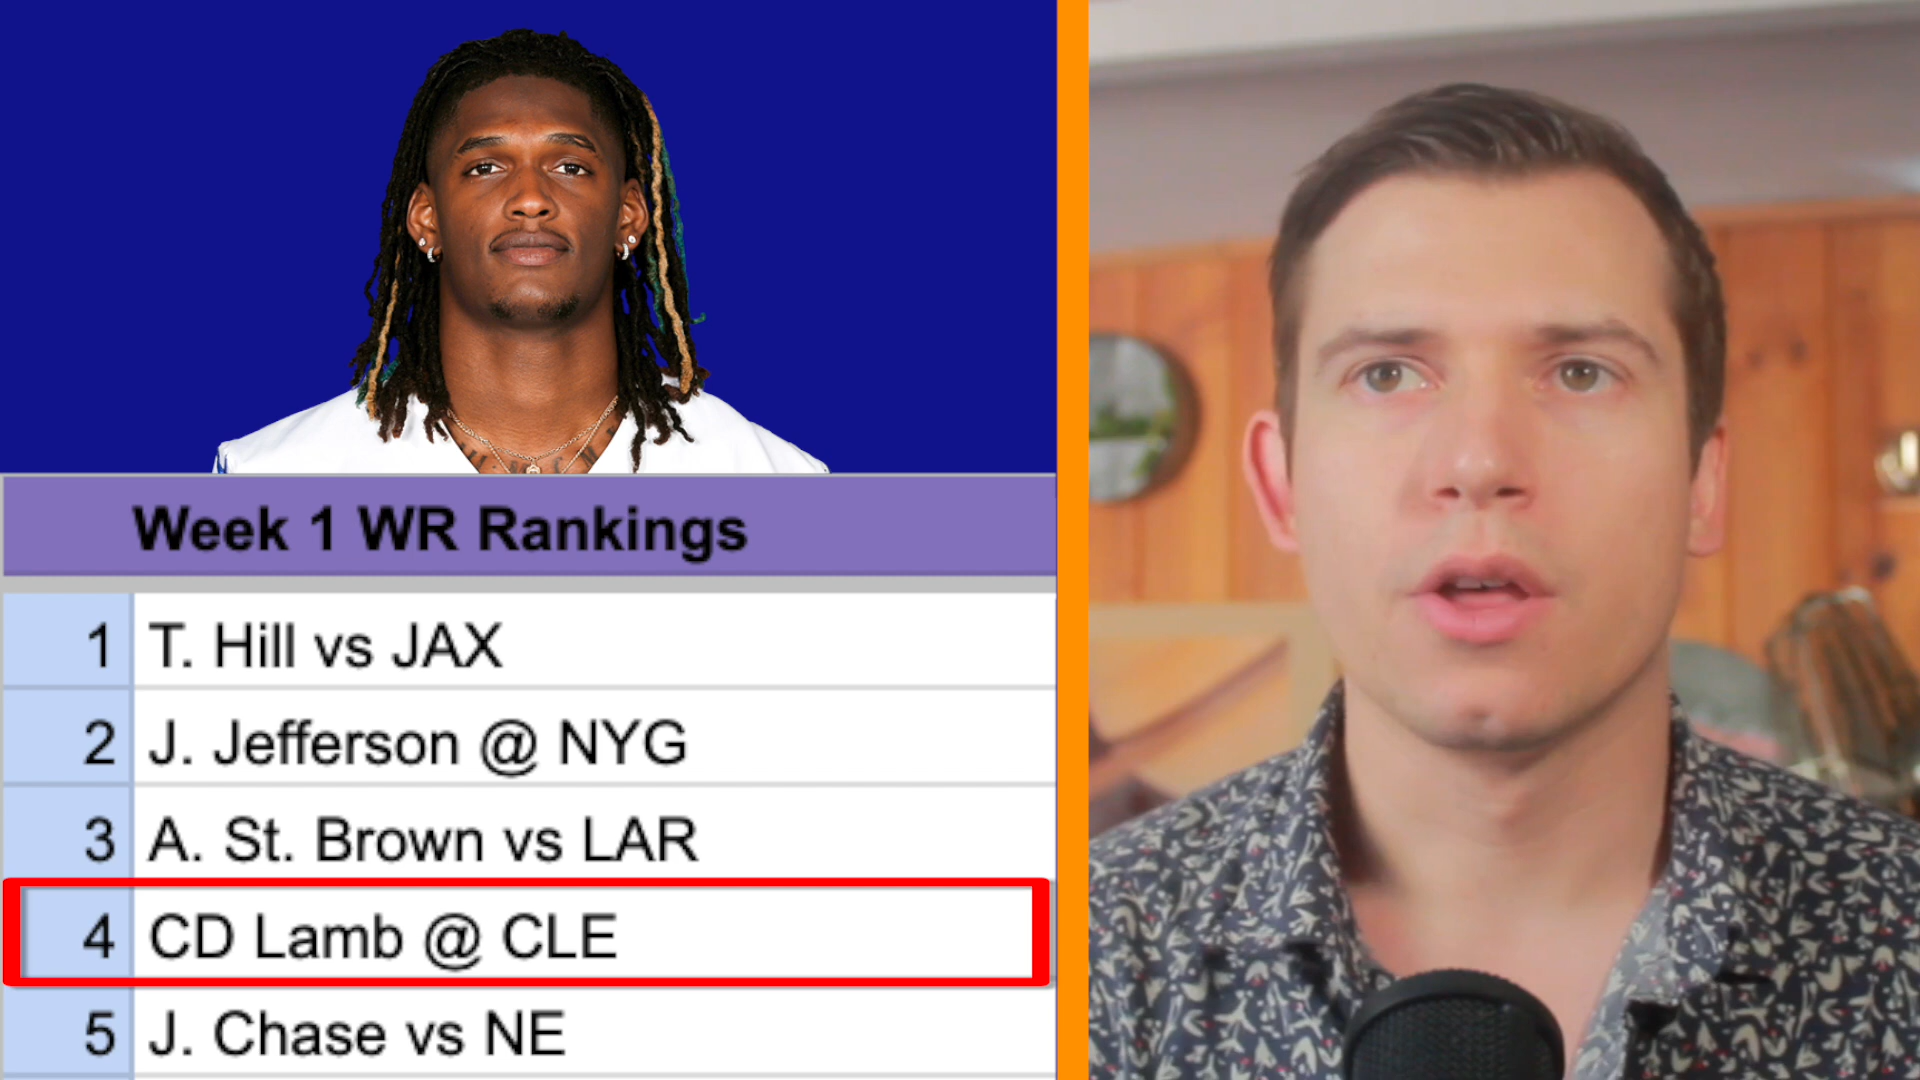 Week 1 WR Rankings
1 T. Hill vs JAX
2 J. Jefferson @ NYG
3 A. St. Brown vs LAR
4 CD Lamb @ CLE
5 J. Chase vs NE